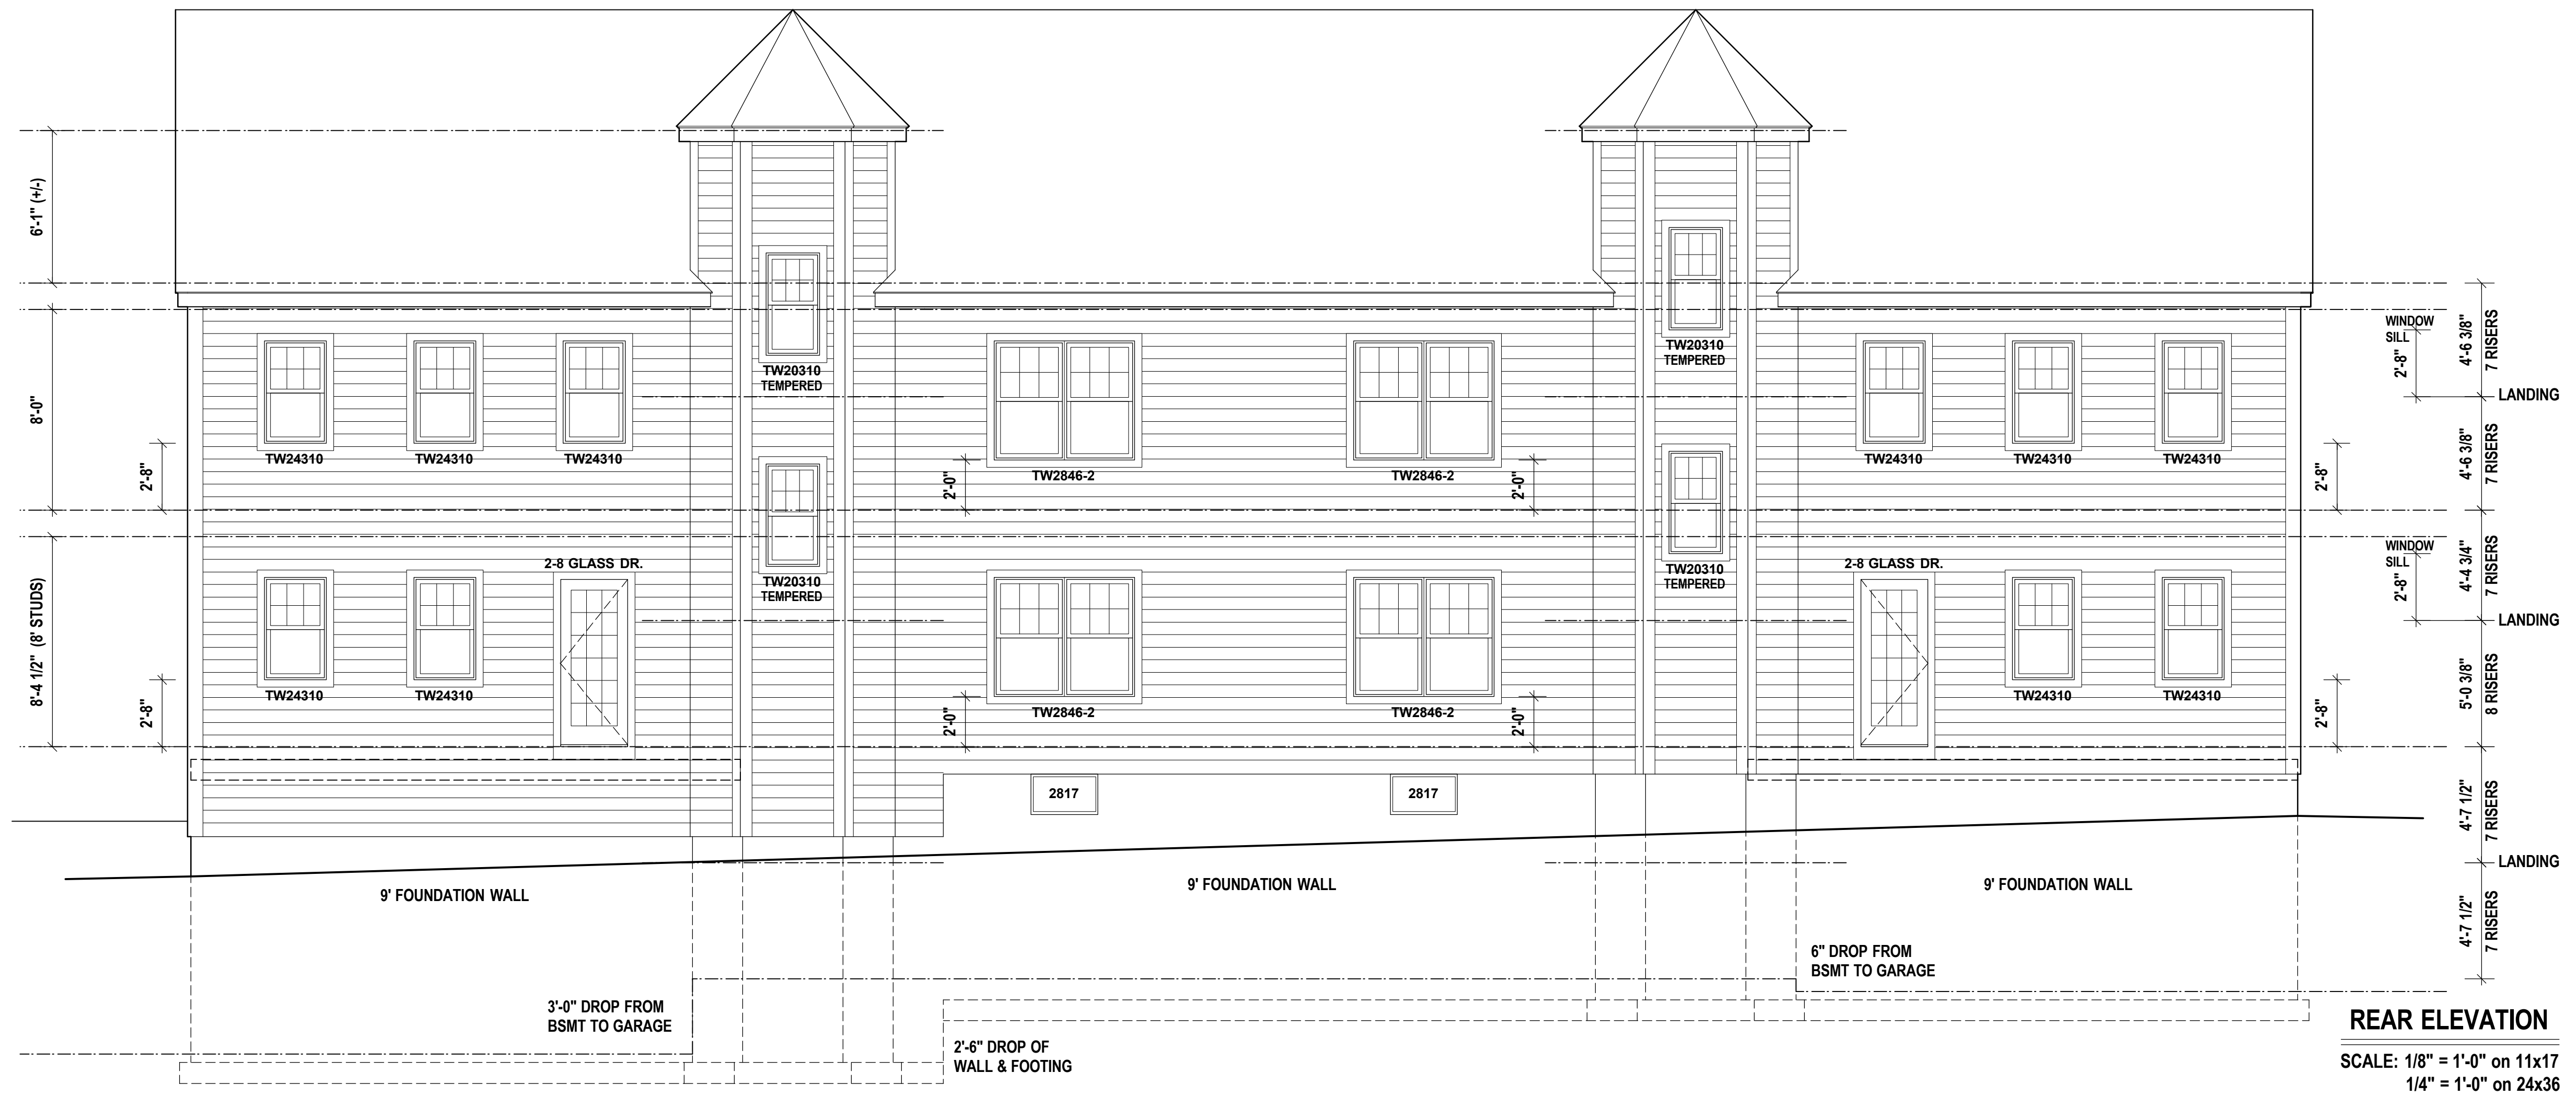 6'-1" (+/-)
8'-0"
8'-4 1/2" (8' STUDS)
2'-8"
2'-8"
TW24310
TW24310
TW24310
TW20310
TEMPERED
TW2846-2
2'-0"
TW2846-2
2'-0"
TW20310
TEMPERED
TW24310
TW24310
TW24310
2'-8"
WINDOW
SILL
2'-8"
4'-6 3/8"
7 RISERS
LANDING
4'-6 3/8"
7 RISERS
TW24310
TW24310
2-8 GLASS DR.
TW20310
TEMPERED
TW2846-2
2'-0"
TW2846-2
2'-0"
TW20310
TEMPERED
2-8 GLASS DR.
TW24310
TW24310
2'-8"
WINDOW
SILL
2'-8"
4'-4 3/4"
7 RISERS
LANDING
5'-0 3/8"
8 RISERS
2817
2817
4'-7 1/2"
7 RISERS
LANDING
4'-7 1/2"
7 RISERS
9' FOUNDATION WALL
9' FOUNDATION WALL
9' FOUNDATION WALL
3'-0" DROP FROM
BSMT TO GARAGE
2'-6" DROP OF
WALL & FOOTING
6" DROP FROM
BSMT TO GARAGE
REAR ELEVATION
SCALE: 1/8" = 1'-0" on 11x17
1/4" = 1'-0" on 24x36